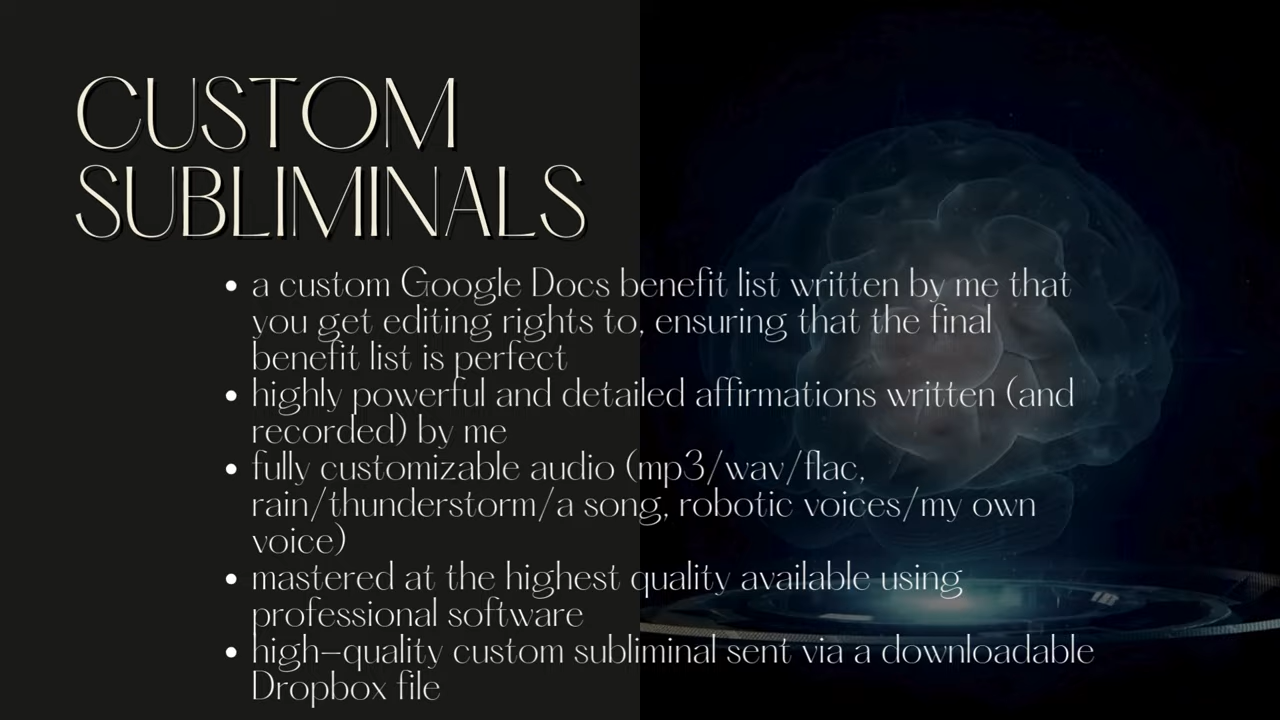 CUSTOM
SUBLIMINALS
• a custom Google Docs benefit list written by me that
you get editing rights to, ensuring that the final
benefit list is perfect
• highly powerful and detailed affirmations written (and
recorded) by me
• fully customizable audio (mp3/wav/flac,
rain/thunderstorm/a song, robotic voices/my own
voice)
• mastered at the highest quality available using
professional software
• high–quality custom subliminal sent via a downloadable
Dropbox file